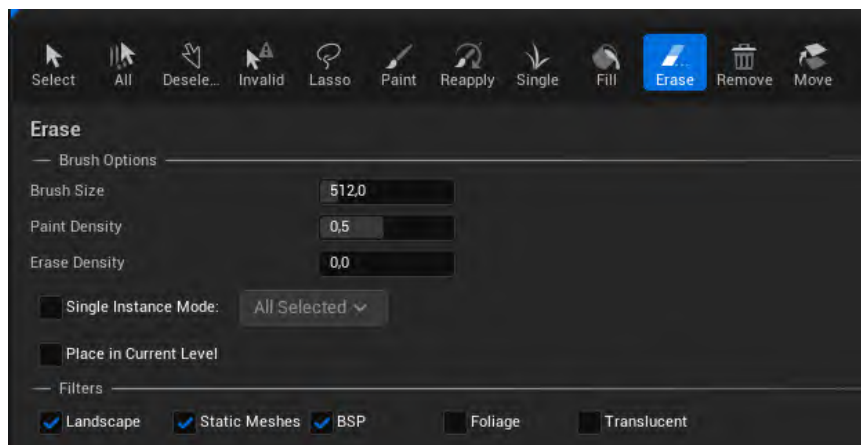 Select All Desele... Invalid Lasso Paint Reapply Single Fill Erase Remove Move
Erase
Brush Options
Brush Size 512,0
Paint Density 0,5
Erase Density 0,0
Single Instance Mode: All Selected
Place in Current Level
Filters
Landscape Static Meshes BSP Foliage Translucent